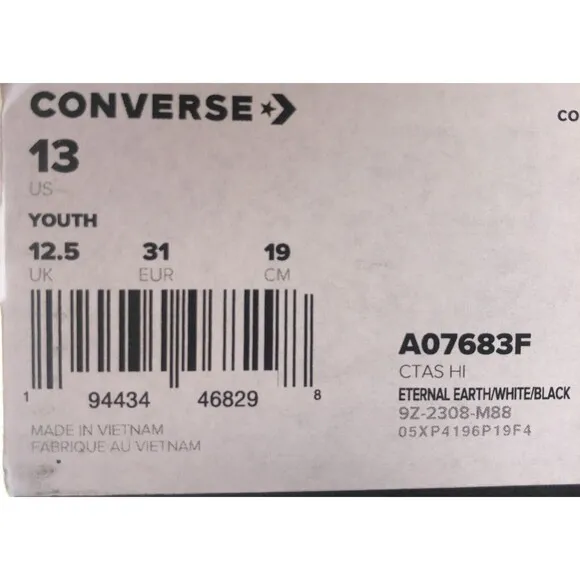 CONVERSE
CO
13
US
YOUTH
12.5 31 19
UK EUR CM
1 94434 46829 8
MADE IN VIETNAM
FABRIQUE AU VIETNAM
A07683F
CTAS HI
ETERNAL EARTH/WHITE/BLACK
9Z-2308-M88
05XP4196P19F4